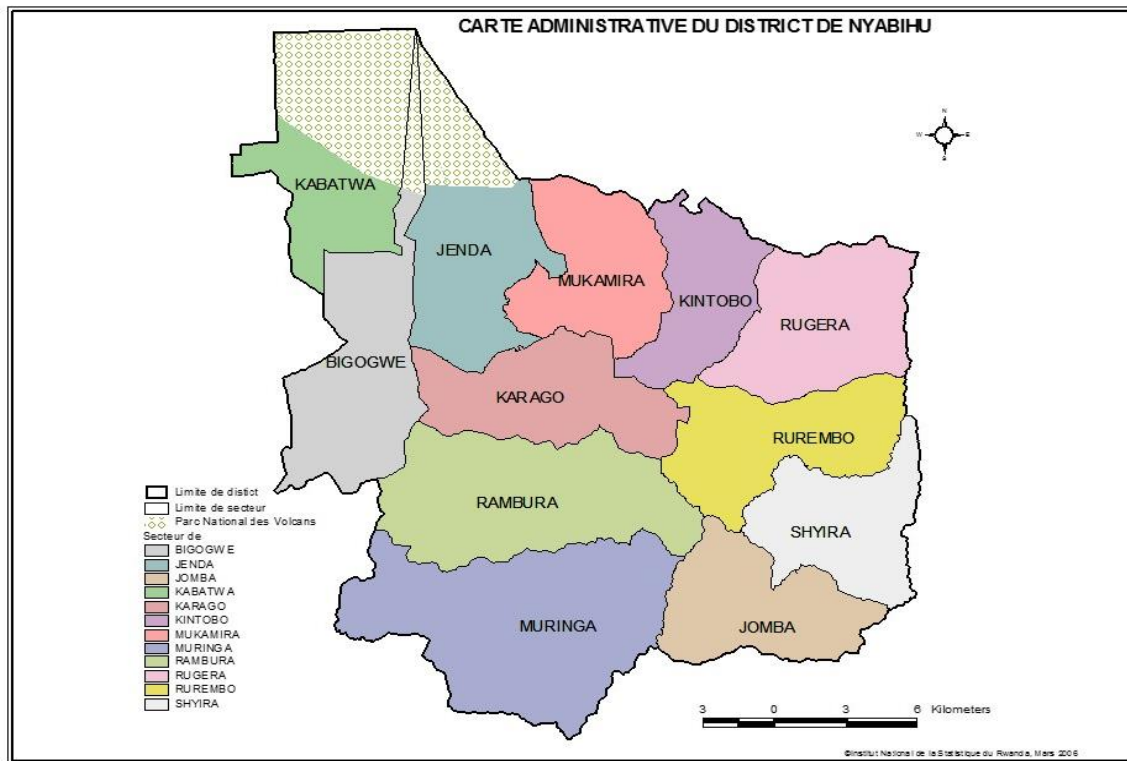 CARTE ADMINISTRATIVE DU DISTRICT DE NYABIHU
N
W E
S
KABATWA
JENDA
MUKAMIRA
KINTOBO
RUGERA
BIGOGWE
KARAGO
RUREMBO
RAMBURA
SHYIRA
MURINGA
JOMBA
Limite de distict
Limite de secteur
Parc National des Volcans
Secteur de
BIGOGWE
JENDA
JOMBA
KABATWA
KARAGO
KINTOBO
MUKAMIRA
MURINGA
RAMBURA
RUGERA
RUREMBO
SHYIRA
3 0 3 6 Kilometers
©Institut National de la Statistique du Rwanda, Mars 2006